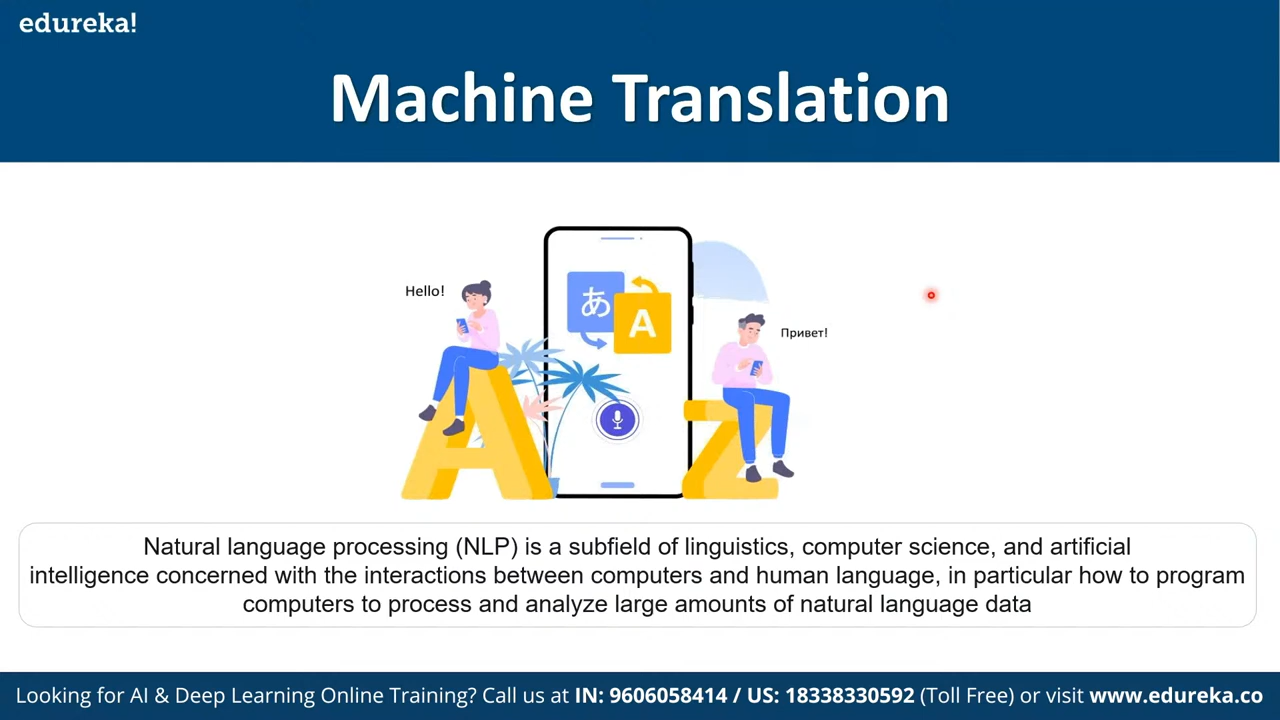 edureka!
Machine Translation
Hello!
あ
A
Привет!
A
Z
Natural language processing (NLP) is a subfield of linguistics, computer science, and artificial
intelligence concerned with the interactions between computers and human language, in particular how to program
computers to process and analyze large amounts of natural language data
Looking for AI & Deep Learning Online Training? Call us at IN: 9606058414 / US: 18338330592 (Toll Free) or visit www.edureka.co